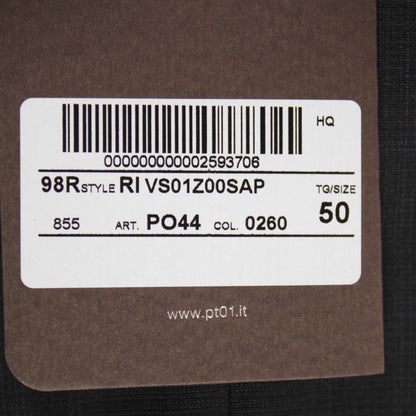 HQ
000000000002593706
98R STYLE RI VS01Z00SAP TG/SIZE
855 ART. PO44 COL. 0260 50
www.pt01.it